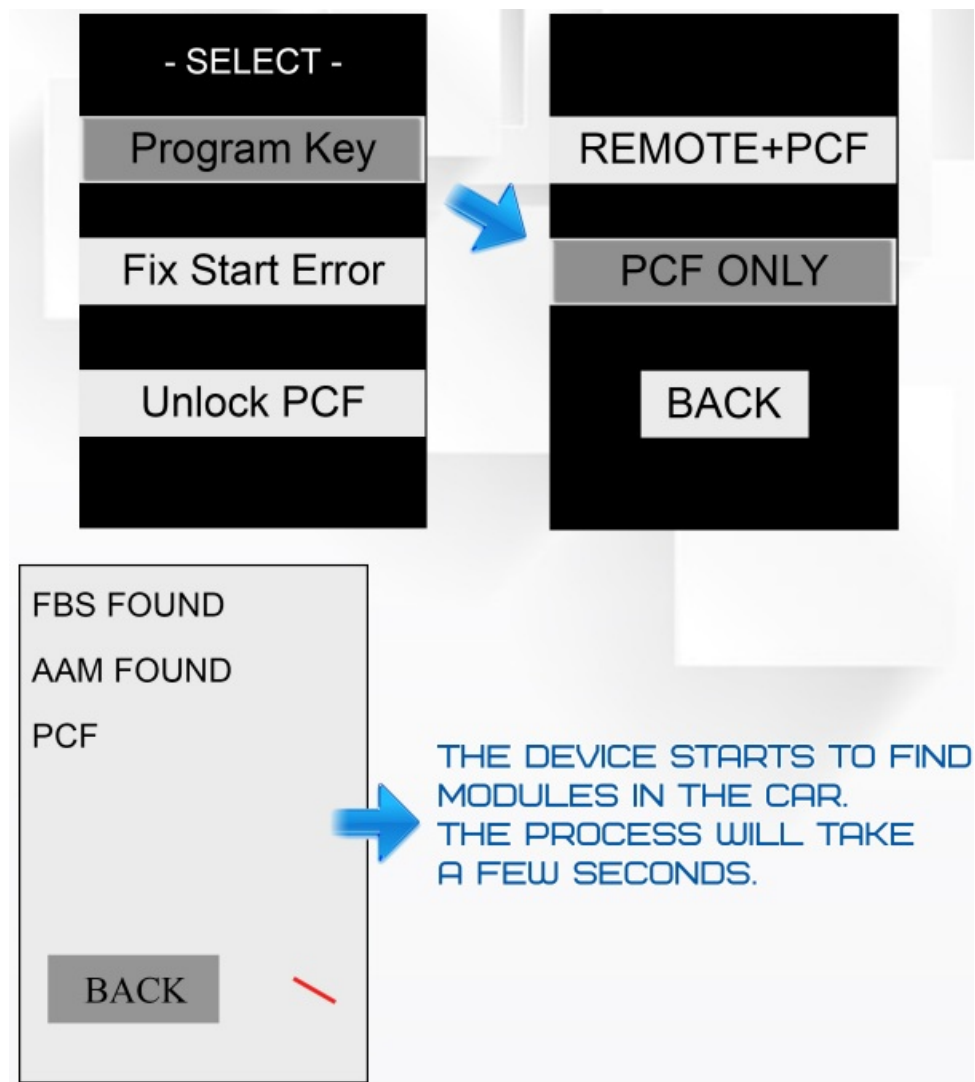 - SELECT -
Program Key
Fix Start Error
Unlock PCF
REMOTE+PCF
PCF ONLY
BACK
FBS FOUND
AAM FOUND
PCF
BACK
THE DEVICE STARTS TO FIND
MODULES IN THE CAR.
THE PROCESS WILL TAKE
A FEW SECONDS.